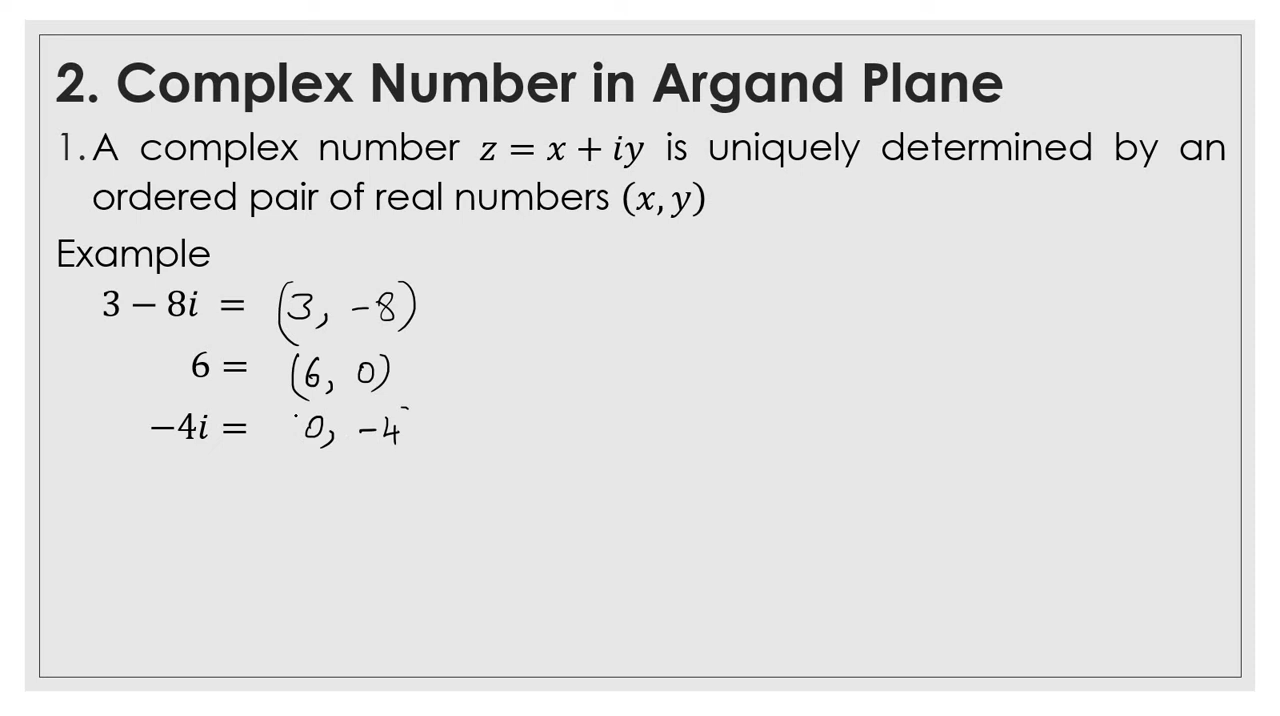 2. Complex Number in Argand Plane
1. A complex number z = x + iy is uniquely determined by an
ordered pair of real numbers (x, y)
Example
3 − 8i = (3, -8)
6 = (6, 0)
−4i = 0, -4